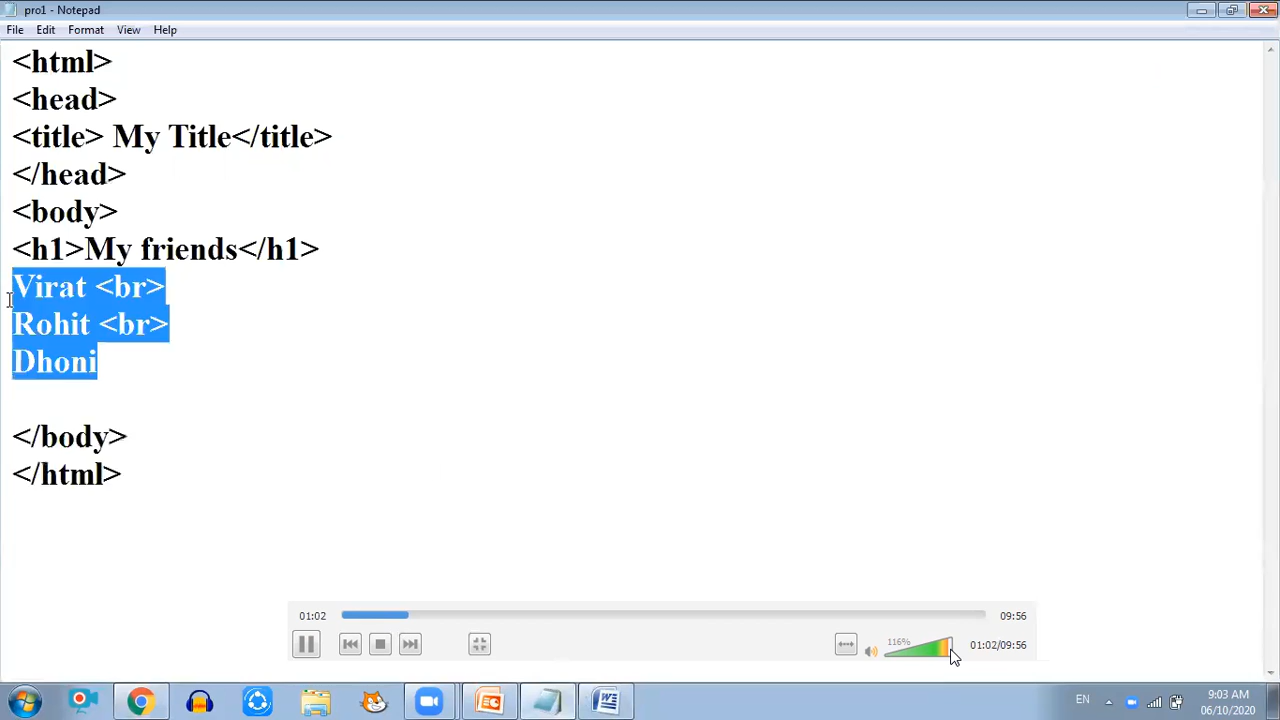 pro1 - Notepad
File Edit Format View Help
<html>
<head>
<title> My Title</title>
</head>
<body>
<h1>My friends</h1>
Virat <br>
Rohit <br>
Dhoni
</body>
</html>
01:02 09:56
116% 01:02/09:56
EN 9:03 AM
06/10/2020